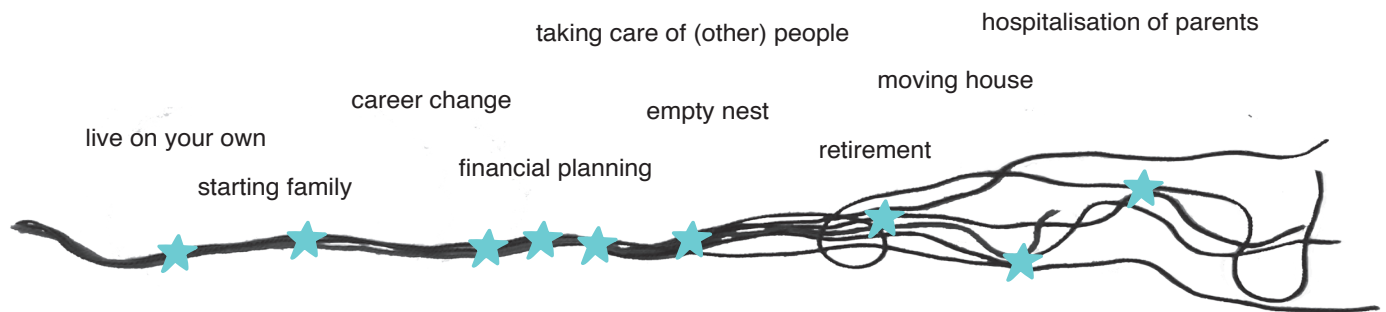 hospitalisation of parents
taking care of (other) people
moving house
career change
empty nest
live on your own
retirement
financial planning
starting family